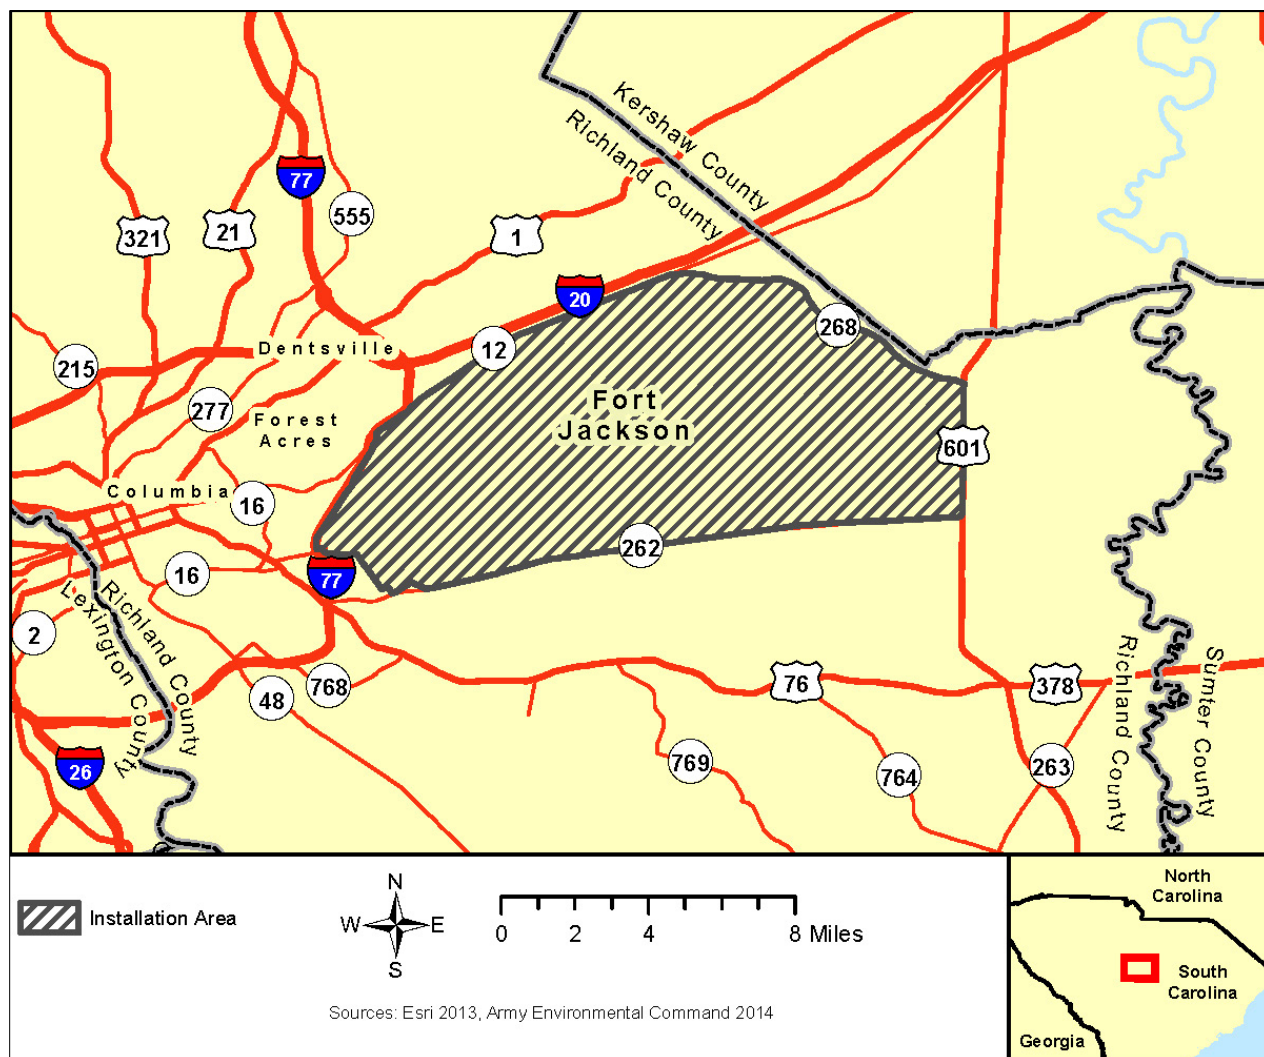 Kershaw County
Richland County
77
555
321
21
1
20
12
268
Dentsville
215
277
Forest
Acres
Fort
Jackson
601
Columbia
16
262
16
77
2
Richland County
Lexington County
768
48
76
378
Richland County
Sumter County
26
769
764
263
Installation Area
N
W
E
S
0
2
4
8 Miles
Sources: Esri 2013, Army Environmental Command 2014
North
Carolina
South
Carolina
Georgia